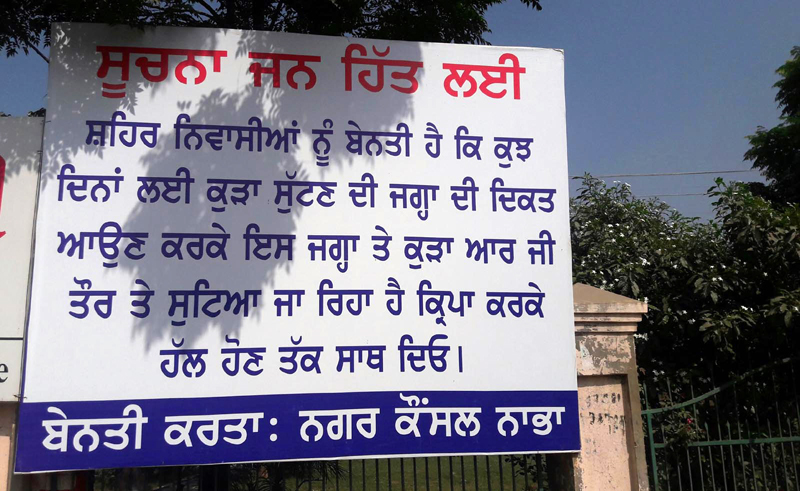 ਸੂਚਨਾ ਜਨ ਹਿੱਤ ਲਈ
ਸ਼ਹਿਰ ਨਿਵਾਸੀਆਂ ਨੂੰ ਬੇਨਤੀ ਹੈ ਕਿ ਕੁਝ
ਦਿਨਾਂ ਲਈ ਕੁੜਾ ਸੁੱਟਣ ਦੀ ਜਗ੍ਹਾ ਦੀ ਦਿਕਤ
ਆਉਣ ਕਰਕੇ ਇਸ ਜਗ੍ਹਾ ਤੇ ਕੁੜਾ ਆਰ ਜੀ
ਤੌਰ ਤੇ ਸੁਟਿਆ ਜਾ ਰਿਹਾ ਹੈ ਕ੍ਰਿਪਾ ਕਰਕੇ
ਹੱਲ ਹੋਣ ਤੱਕ ਸਾਥ ਦਿਓ।
ਬੇਨਤੀ ਕਰਤਾ: ਨਗਰ ਕੌਂਸਲ ਨਾਭਾ